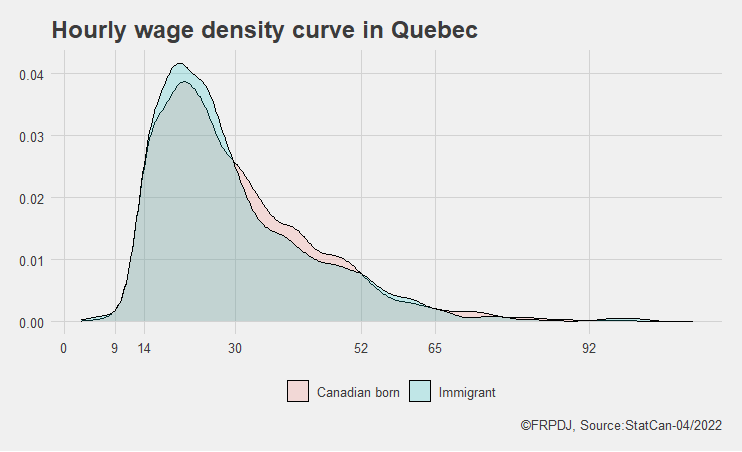 Hourly wage density curve in Quebec
0.04
0.03
0.02
0.01
0.00
0 9 14 30 52 65 92
Canadian born Immigrant
©FRPDJ, Source:StatCan-04/2022